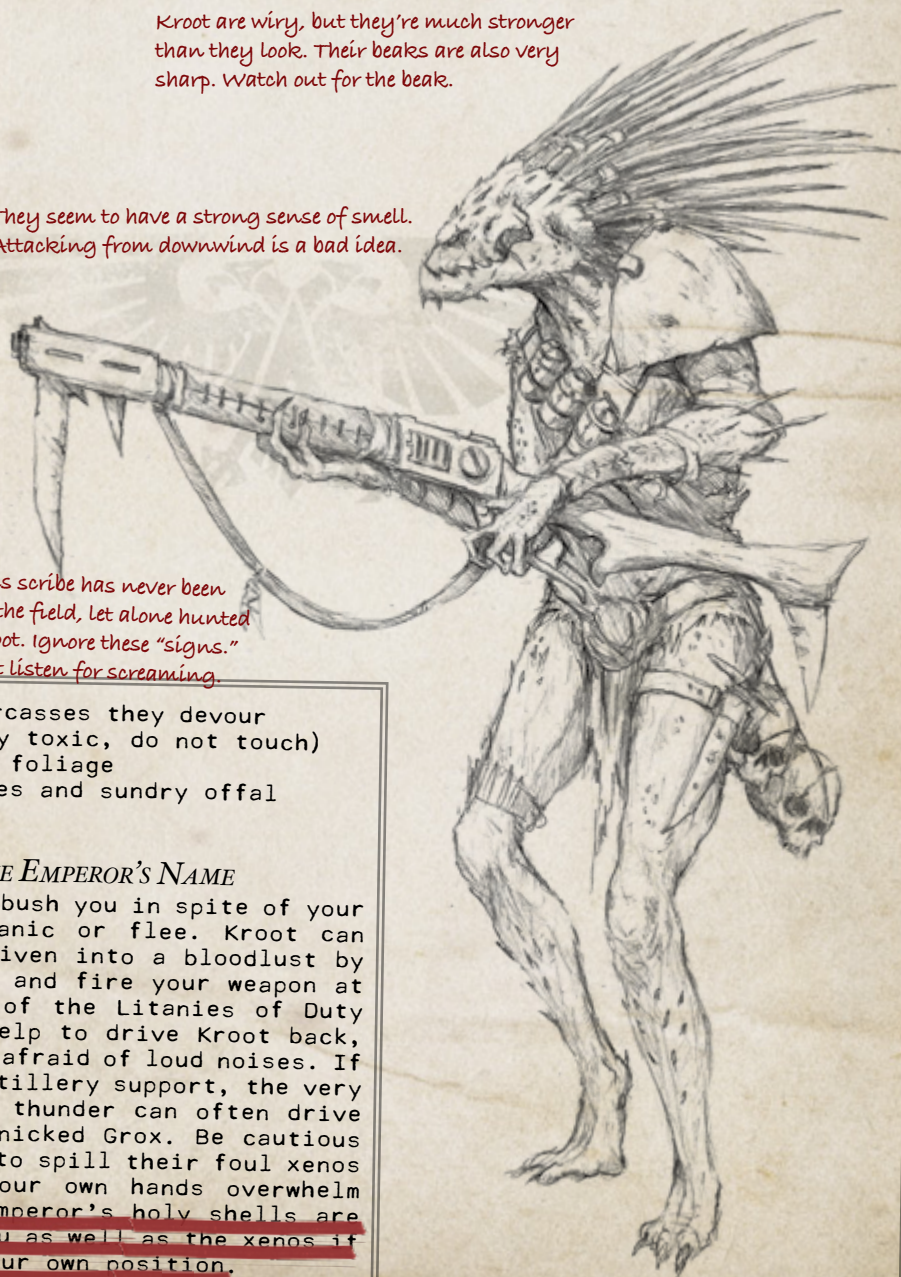 Kroot are wiry, but they're much stronger
than they look. Their beaks are also very
sharp. Watch out for the beak.
They seem to have a strong sense of smell.
Attacking from downwind is a bad idea.
s scribe has never been
the field, let alone hunted
ot. Ignore these “signs.”
t listen for screaming.
rcasses they devour
y toxic, do not touch)
foliage
es and sundry offal
E EMPEROR'S NAME
bush you in spite of your
anic or flee. Kroot can
iven into a bloodlust by
and fire your weapon at
of the Litanies of Duty
elp to drive Kroot back,
afraid of loud noises. If
tillery support, the very
thunder can often drive
nicked Grox. Be cautious
to spill their foul xenos
our own hands overwhelm
mperor's holy shells are
u as well as the xenos if
ur own position.